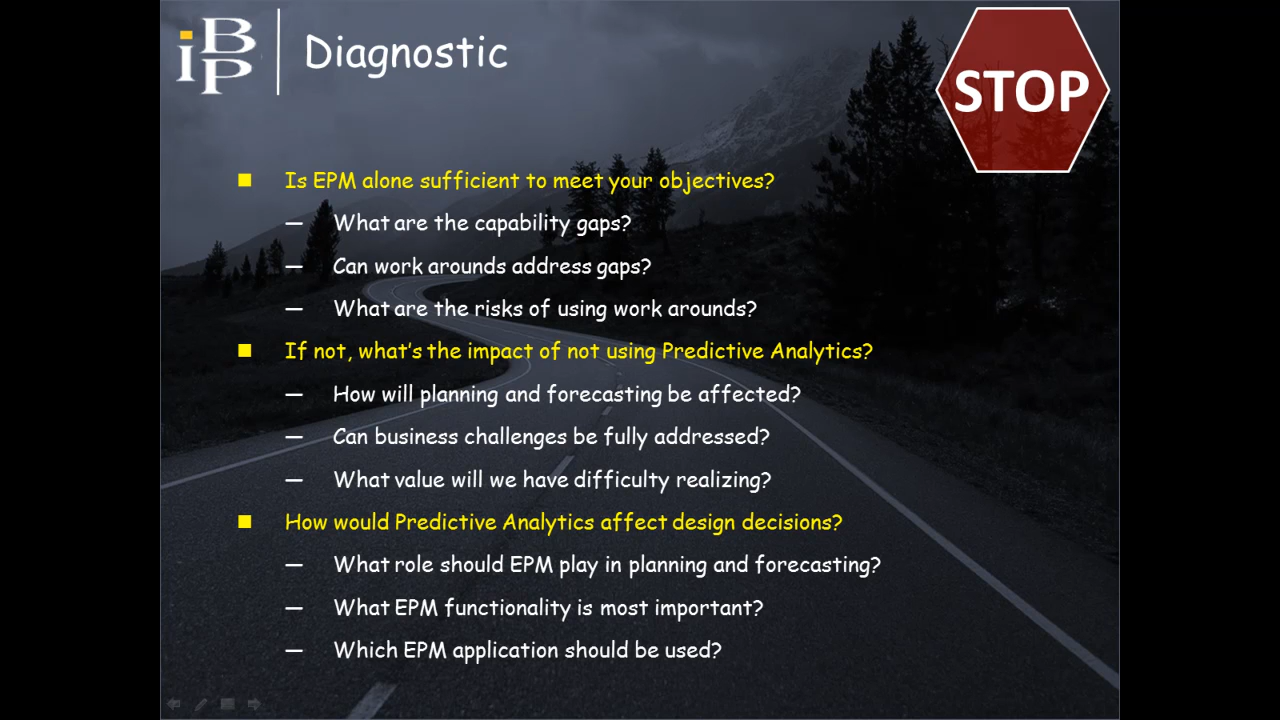 iBP
Diagnostic
STOP
Is EPM alone sufficient to meet your objectives?
— What are the capability gaps?
— Can work arounds address gaps?
— What are the risks of using work arounds?
If not, what's the impact of not using Predictive Analytics?
— How will planning and forecasting be affected?
— Can business challenges be fully addressed?
— What value will we have difficulty realizing?
How would Predictive Analytics affect design decisions?
— What role should EPM play in planning and forecasting?
— What EPM functionality is most important?
— Which EPM application should be used?